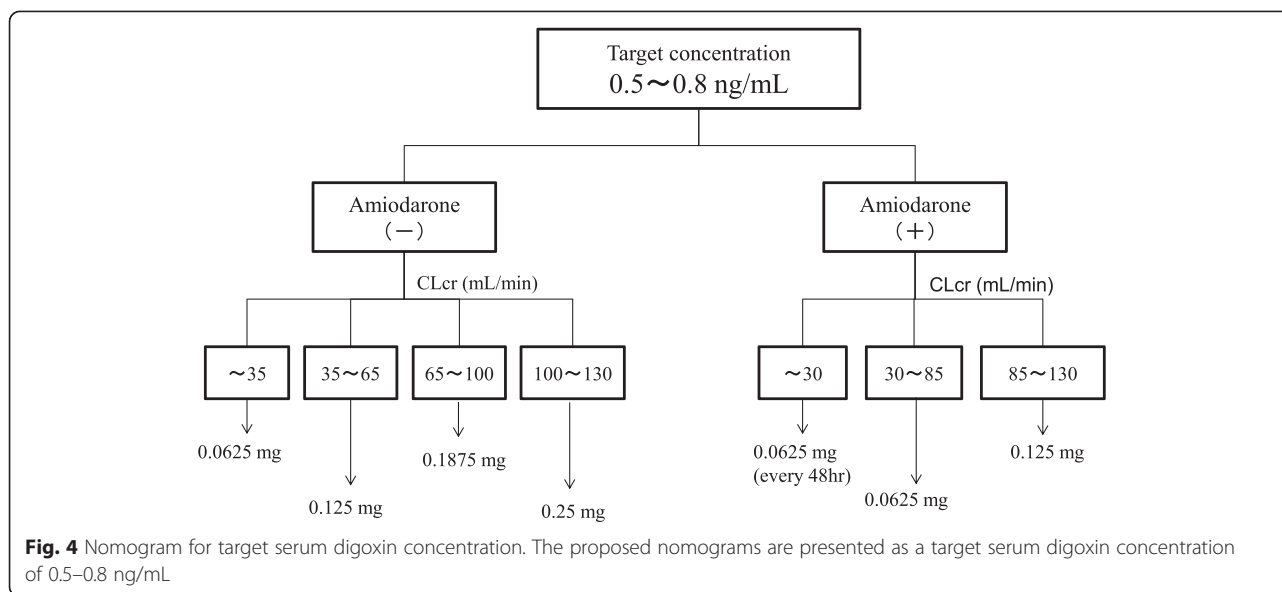 Target concentration
0.5～0.8 ng/mL
Amiodarone
（－）
Amiodarone
（＋）
CLcr (mL/min)
CLcr (mL/min)
～35
35～65
65～100
100～130
～30
30～85
85～130
0.0625 mg
0.125 mg
0.1875 mg
0.25 mg
0.0625 mg
(every 48hr)
0.0625 mg
0.125 mg
Fig. 4 Nomogram for target serum digoxin concentration. The proposed nomograms are presented as a target serum digoxin concentration
of 0.5–0.8 ng/mL